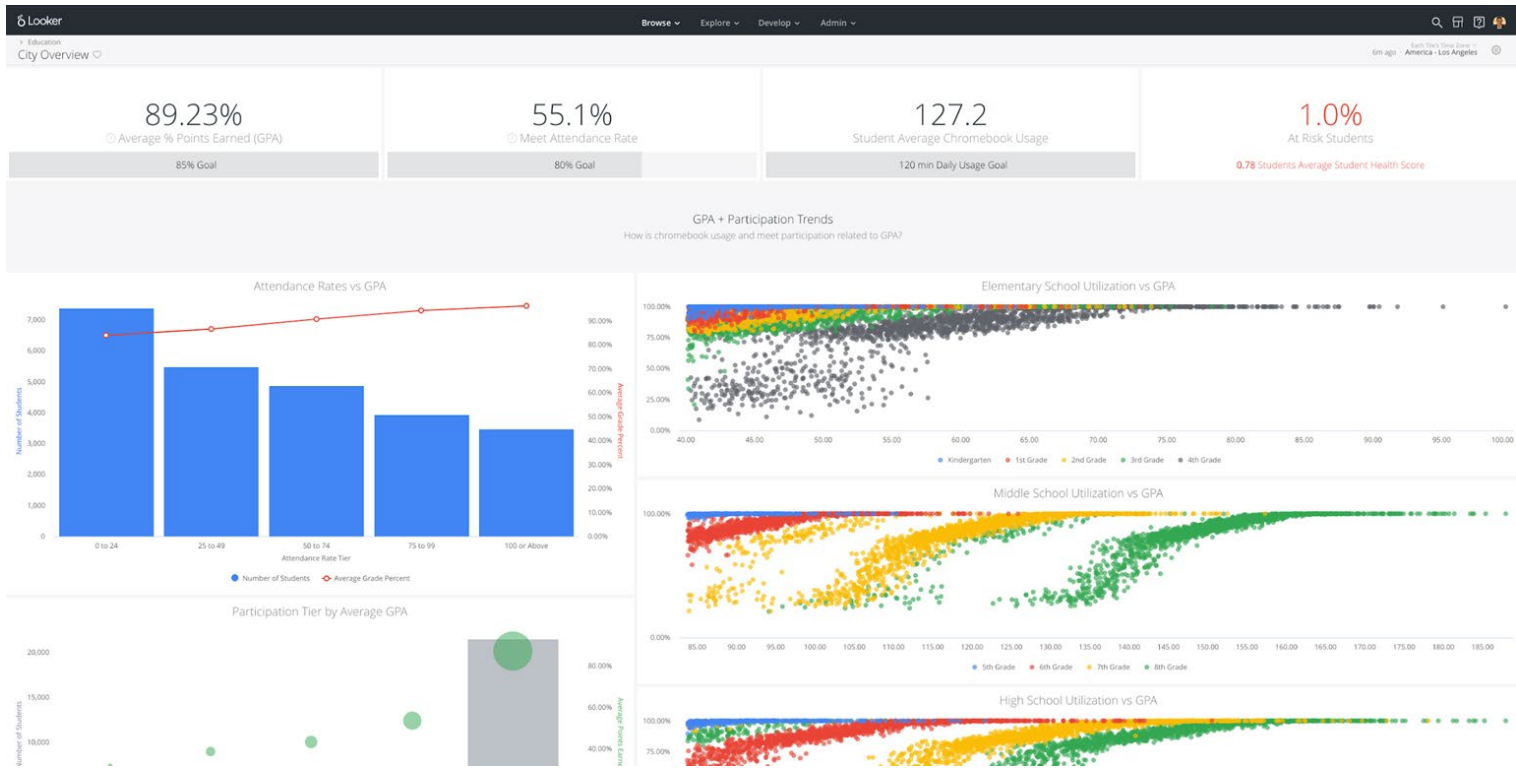 Looker
Browse Explore Develop Admin
Education
City Overview
Each Tile's Time Zone
6m ago · America - Los Angeles
89.23%
Average % Points Earned (GPA)
85% Goal
55.1%
Meet Attendance Rate
80% Goal
127.2
Student Average Chromebook Usage
120 min Daily Usage Goal
1.0%
At Risk Students
0.78 Students Average Student Health Score
GPA + Participation Trends
How is chromebook usage and meet participation related to GPA?
Attendance Rates vs GPA
Number of Students
7,000
6,000
5,000
4,000
3,000
2,000
1,000
0
90.00%
80.00%
70.00%
60.00%
50.00%
40.00%
30.00%
20.00%
10.00%
0.00%
Average Grade Percent
0 to 24 25 to 49 50 to 74 75 to 99 100 or Above
Attendance Rate Tier
Number of Students Average Grade Percent
Elementary School Utilization vs GPA
100.00%
75.00%
50.00%
25.00%
0.00%
40.00 45.00 50.00 55.00 60.00 65.00 70.00 75.00 80.00 85.00 90.00 95.00 100.00
Kindergarten 1st Grade 2nd Grade 3rd Grade 4th Grade
Middle School Utilization vs GPA
100.00%
0.00%
85.00 90.00 95.00 100.00 105.00 110.00 115.00 120.00 125.00 130.00 135.00 140.00 145.00 150.00 155.00 160.00 165.00 170.00 175.00 180.00 185.00
5th Grade 6th Grade 7th Grade 8th Grade
Participation Tier by Average GPA
Number of Students
20,000
15,000
10,000
80.00%
60.00%
40.00%
Average Points
High School Utilization vs GPA
100.00%
75.00%